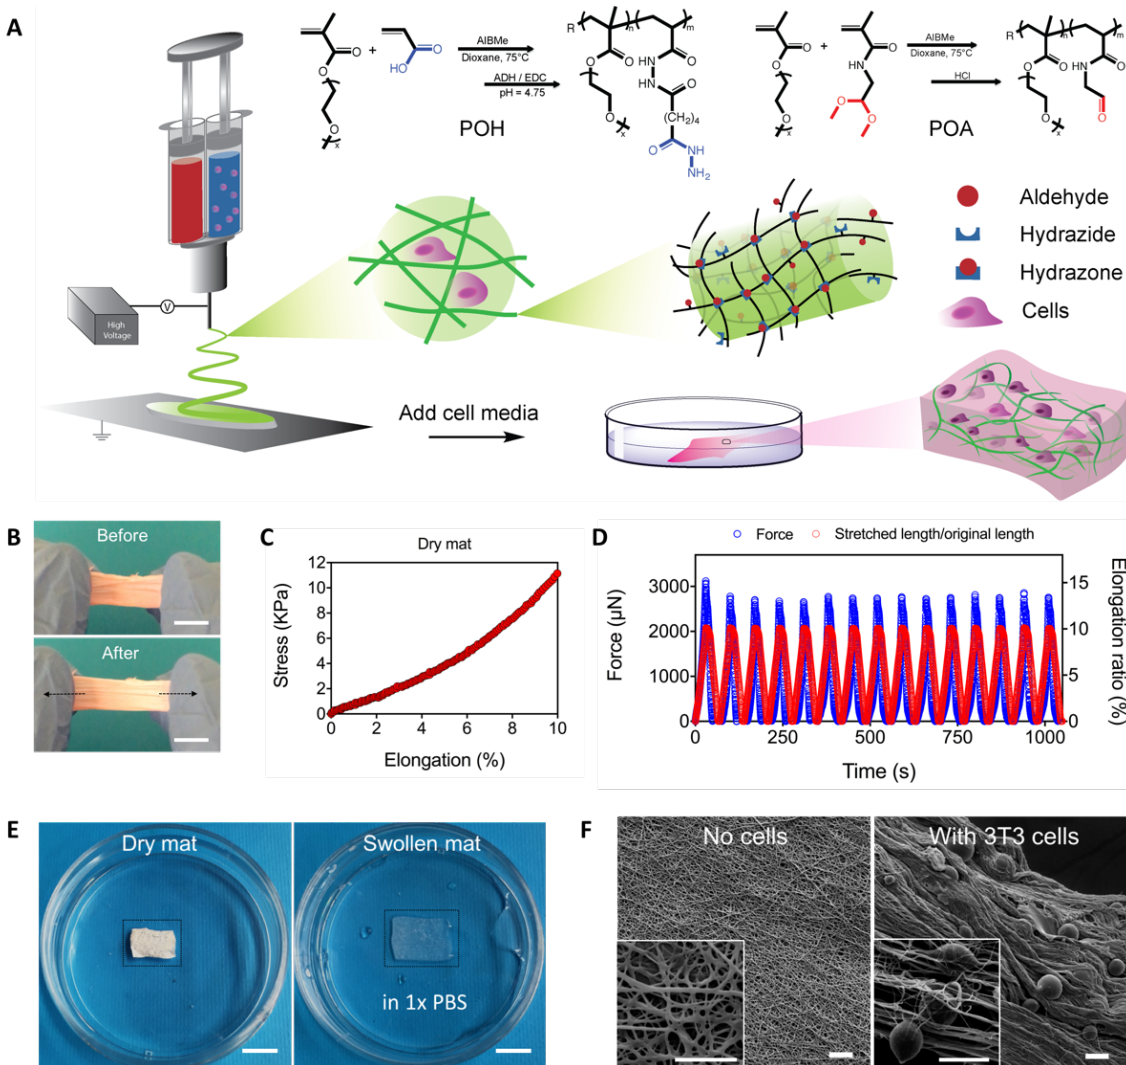 A
AIBMe
Dioxane, 75°C
ADH / EDC
pH = 4.75
POH
AIBMe
Dioxane, 75°C
HCl
POA
O
O
x
+
HO
O
R
n
m
O
O
O
x
HN
HN
O
(CH2)4
O
NH
NH2
O
O
x
+
O
HN
O
O
R
n
m
O
O
O
x
O
HN
O
High
Voltage
V
Aldehyde
Hydrazide
Hydrazone
Cells
Add cell media
B
Before
After
C
Dry mat
Stress (KPa)
12
10
8
6
4
2
0
0 2 4 6 8 10
Elongation (%)
D
Force
Stretched length/original length
Force (µN)
3000
2000
1000
0
15
10
5
0
Elongation ratio (%)
0 250 500 750 1000
Time (s)
E
Dry mat
Swollen mat
in 1x PBS
F
No cells
With 3T3 cells